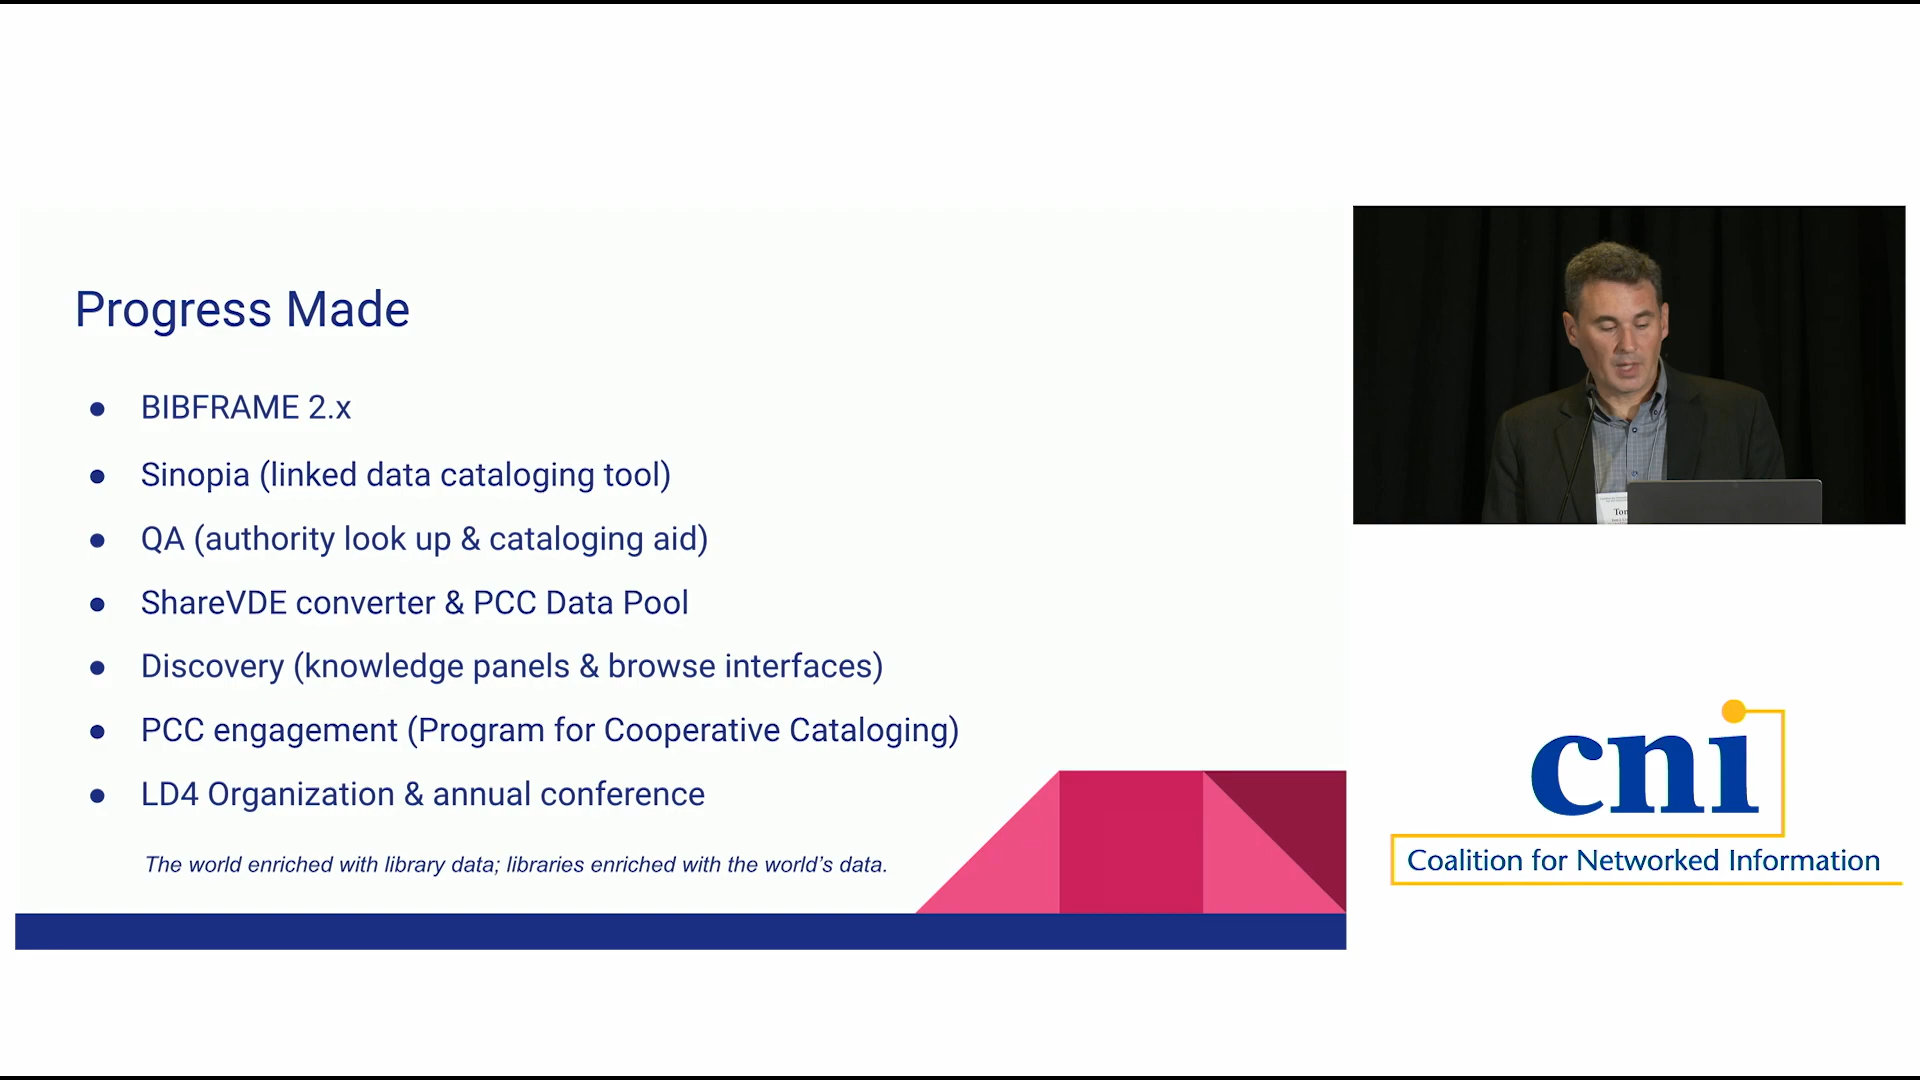 Progress Made
● BIBFRAME 2.x
● Sinopia (linked data cataloging tool)
● QA (authority look up & cataloging aid)
● ShareVDE converter & PCC Data Pool
● Discovery (knowledge panels & browse interfaces)
● PCC engagement (Program for Cooperative Cataloging)
● LD4 Organization & annual conference
The world enriched with library data; libraries enriched with the world's data.
cni
Coalition for Networked Information